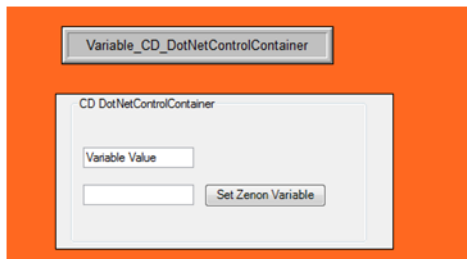 Variable_CD_DotNetControlContainer
CD DotNetControlContainer
Variable Value
Set Zenon Variable